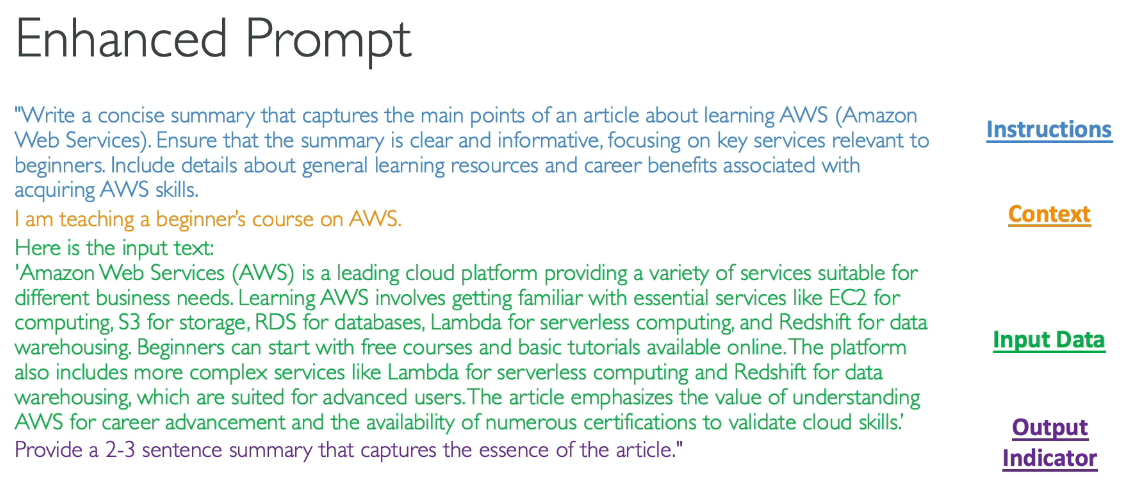 Enhanced Prompt
"Write a concise summary that captures the main points of an article about learning AWS (Amazon
Web Services). Ensure that the summary is clear and informative, focusing on key services relevant to
beginners. Include details about general learning resources and career benefits associated with
acquiring AWS skills.
Instructions
I am teaching a beginner's course on AWS.
Context
Here is the input text:
'Amazon Web Services (AWS) is a leading cloud platform providing a variety of services suitable for
different business needs. Learning AWS involves getting familiar with essential services like EC2 for
computing, S3 for storage, RDS for databases, Lambda for serverless computing, and Redshift for data
warehousing. Beginners can start with free courses and basic tutorials available online. The platform
also includes more complex services like Lambda for serverless computing and Redshift for data
warehousing, which are suited for advanced users. The article emphasizes the value of understanding
AWS for career advancement and the availability of numerous certifications to validate cloud skills.'
Input Data
Provide a 2-3 sentence summary that captures the essence of the article."
Output
Indicator